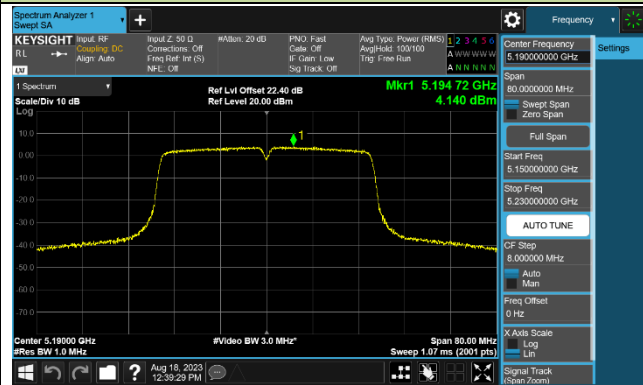 Spectrum Analyzer 1
Swept SA
Frequency
KEYSIGHT
RL
LXI
Input: RF
Coupling: DC
Align: Auto
Input Z: 50 Ω
Corrections: Off
Freq Ref: Int (S)
NFE: Off
#Atten: 20 dB
PNO: Fast
Gate: Off
IF Gain: Low
Sig Track: Off
Avg Type: Power (RMS)
Avg|Hold: 100/100
Trig: Free Run
1 2 3 4 5 6
A W W W W W
A N N N N N
1 Spectrum
Scale/Div 10 dB
Log
Ref Lvl Offset 22.40 dB
Ref Level 20.00 dBm
Mkr1 5.194 72 GHz
4.140 dBm
10.0
0.00
-10.0
-20.0
-30.0
-40.0
-50.0
-60.0
-70.0
1
Center 5.19000 GHz
#Res BW 1.0 MHz
#Video BW 3.0 MHz*
Span 80.00 MHz
Sweep 1.07 ms (2001 pts)
Aug 18, 2023
12:39:29 PM
Center Frequency
5.190000000 GHz
Span
80.0000000 MHz
Swept Span
Zero Span
Full Span
Start Freq
5.150000000 GHz
Stop Freq
5.230000000 GHz
AUTO TUNE
CF Step
8.000000 MHz
Auto
Man
Freq Offset
0 Hz
X Axis Scale
Log
Lin
Signal Track
(Span Zoom)
Settings